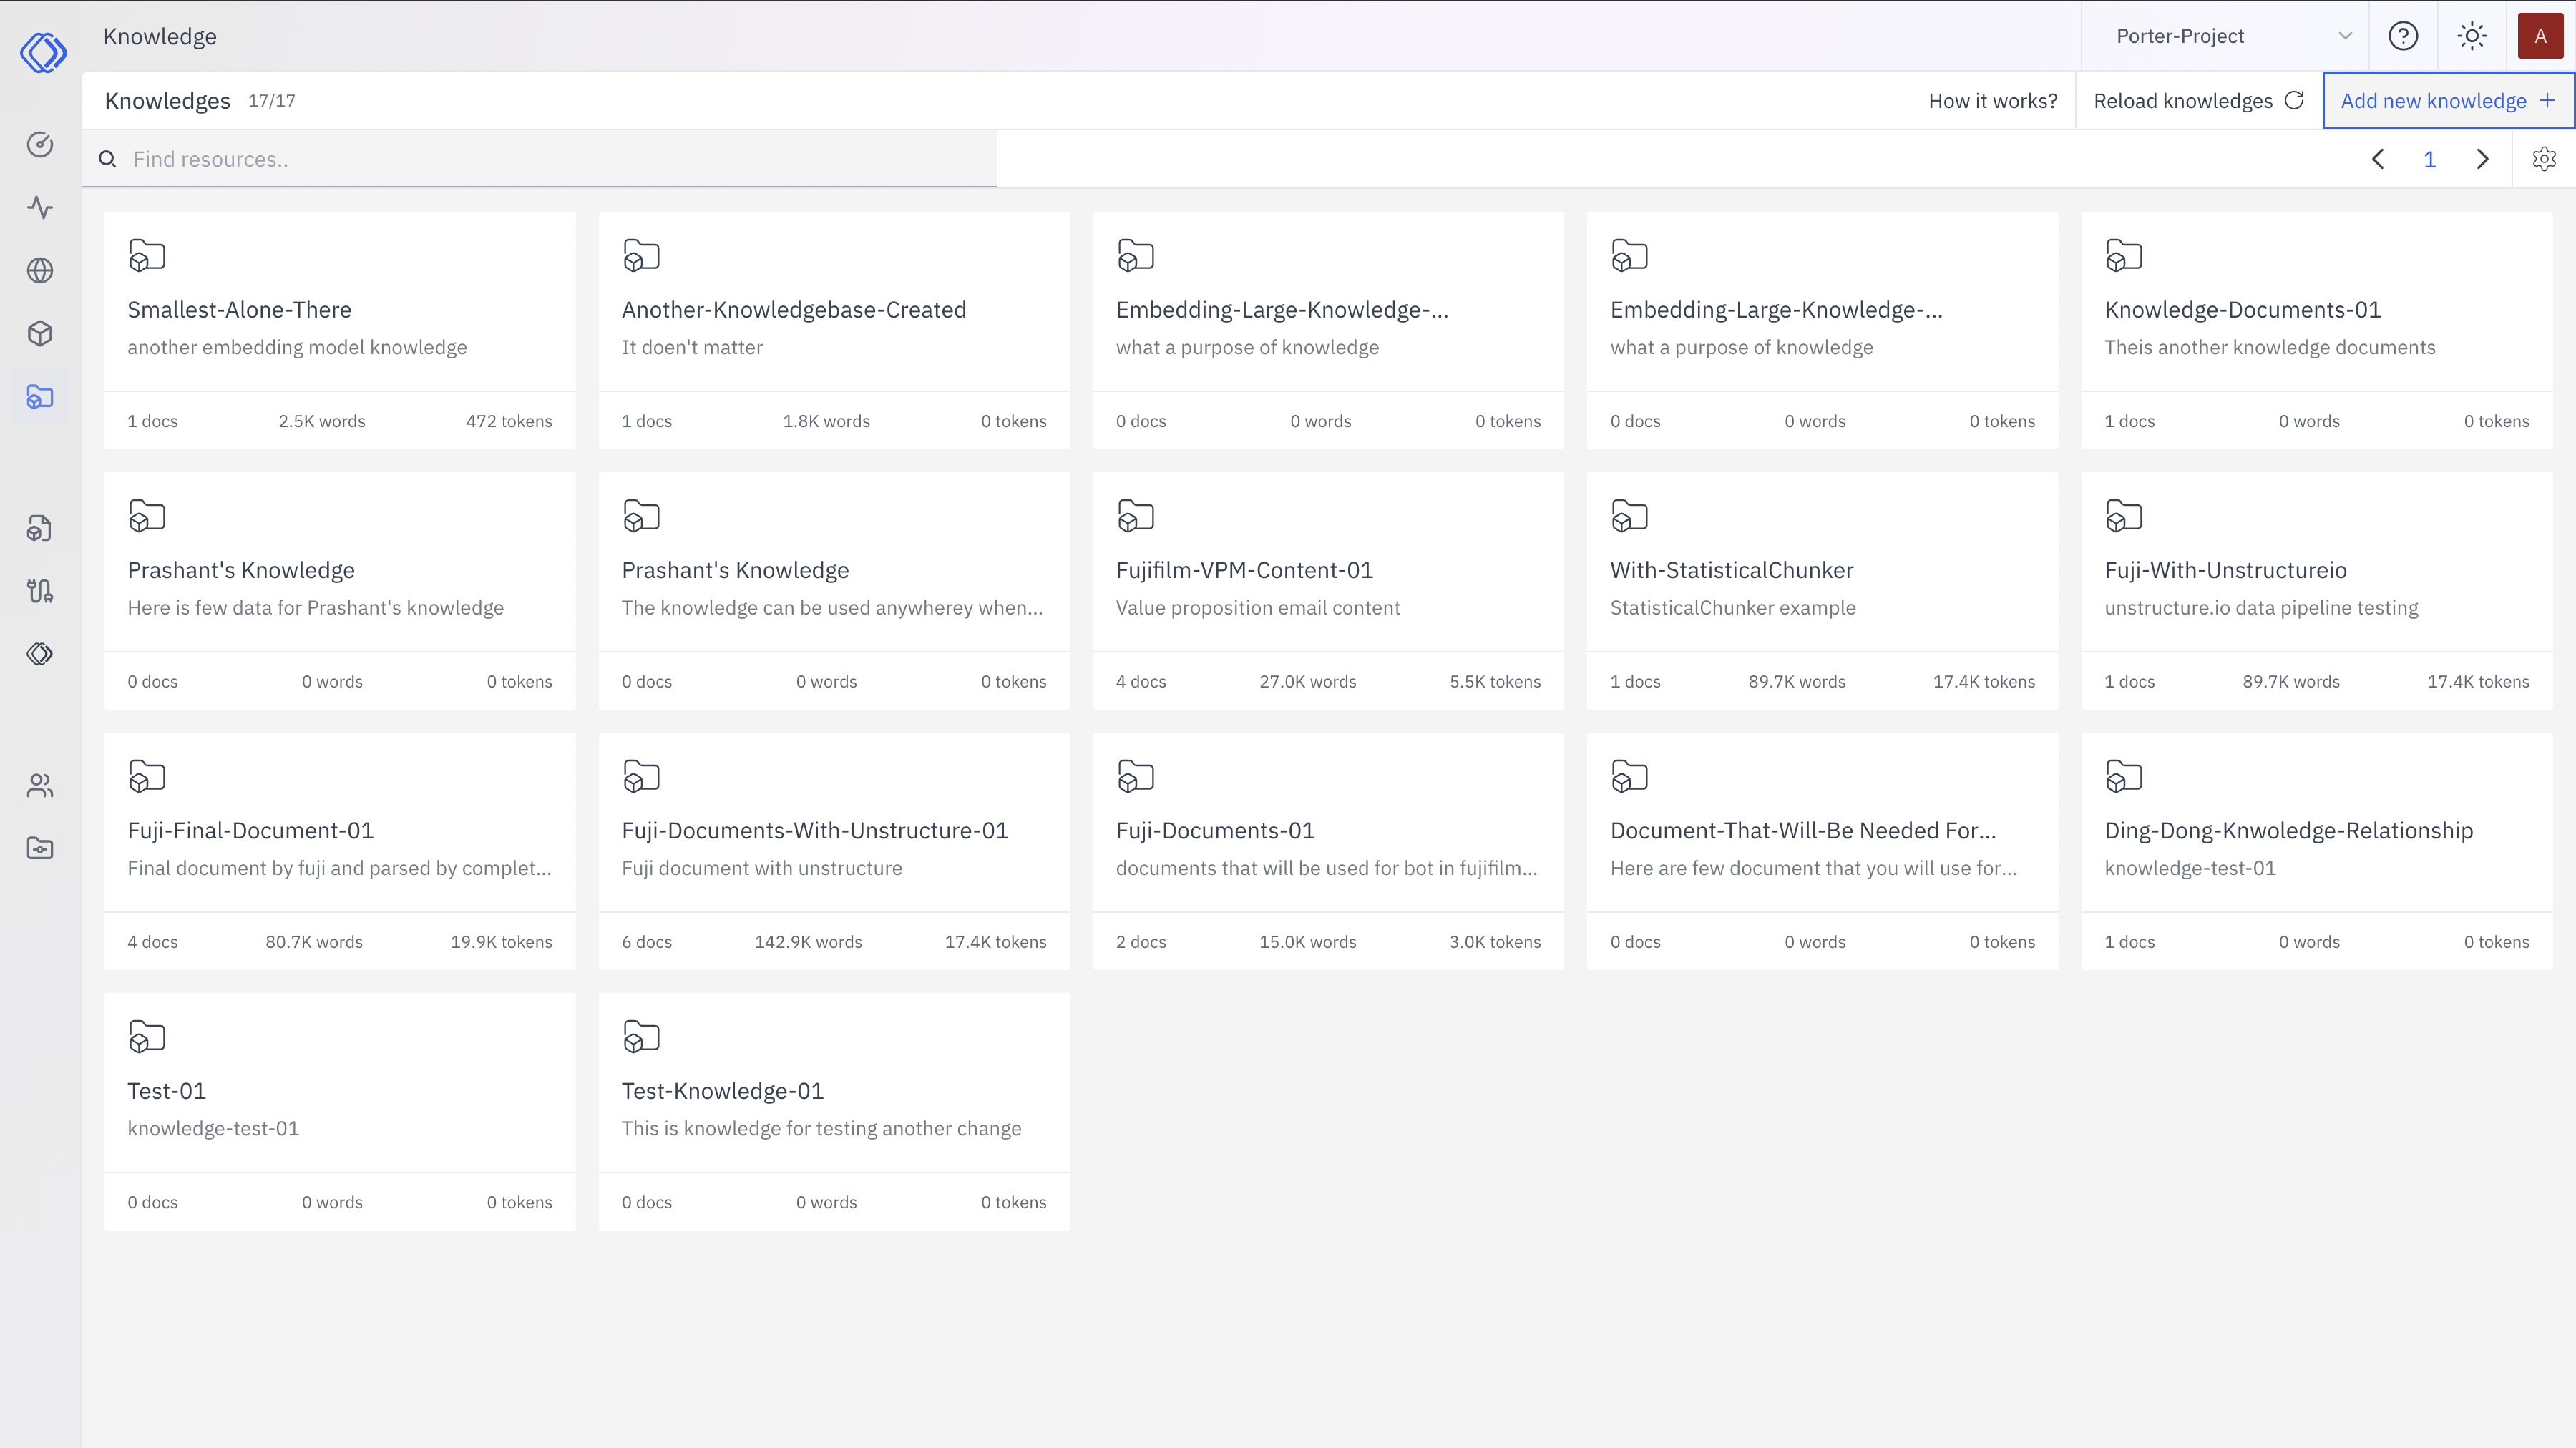 Knowledge
Porter-Project
A
Knowledges 17/17
How it works?
Reload knowledges
Add new knowledge
Find resources..
1
Smallest-Alone-There
another embedding model knowledge
1 docs 2.5K words 472 tokens
Another-Knowledgebase-Created
It doen't matter
1 docs 1.8K words 0 tokens
Embedding-Large-Knowledge-...
what a purpose of knowledge
0 docs 0 words 0 tokens
Embedding-Large-Knowledge-...
what a purpose of knowledge
0 docs 0 words 0 tokens
Knowledge-Documents-01
Theis another knowledge documents
1 docs 0 words 0 tokens
Prashant's Knowledge
Here is few data for Prashant's knowledge
0 docs 0 words 0 tokens
Prashant's Knowledge
The knowledge can be used anywherey when...
0 docs 0 words 0 tokens
Fujifilm-VPM-Content-01
Value proposition email content
4 docs 27.0K words 5.5K tokens
With-StatisticalChunker
StatisticalChunker example
1 docs 89.7K words 17.4K tokens
Fuji-With-Unstructureio
unstructure.io data pipeline testing
1 docs 89.7K words 17.4K tokens
Fuji-Final-Document-01
Final document by fuji and parsed by complet...
4 docs 80.7K words 19.9K tokens
Fuji-Documents-With-Unstructure-01
Fuji document with unstructure
6 docs 142.9K words 17.4K tokens
Fuji-Documents-01
documents that will be used for bot in fujifilm...
2 docs 15.0K words 3.0K tokens
Document-That-Will-Be Needed For...
Here are few document that you will use for...
0 docs 0 words 0 tokens
Ding-Dong-Knwoledge-Relationship
knowledge-test-01
1 docs 0 words 0 tokens
Test-01
knowledge-test-01
0 docs 0 words 0 tokens
Test-Knowledge-01
This is knowledge for testing another change
0 docs 0 words 0 tokens